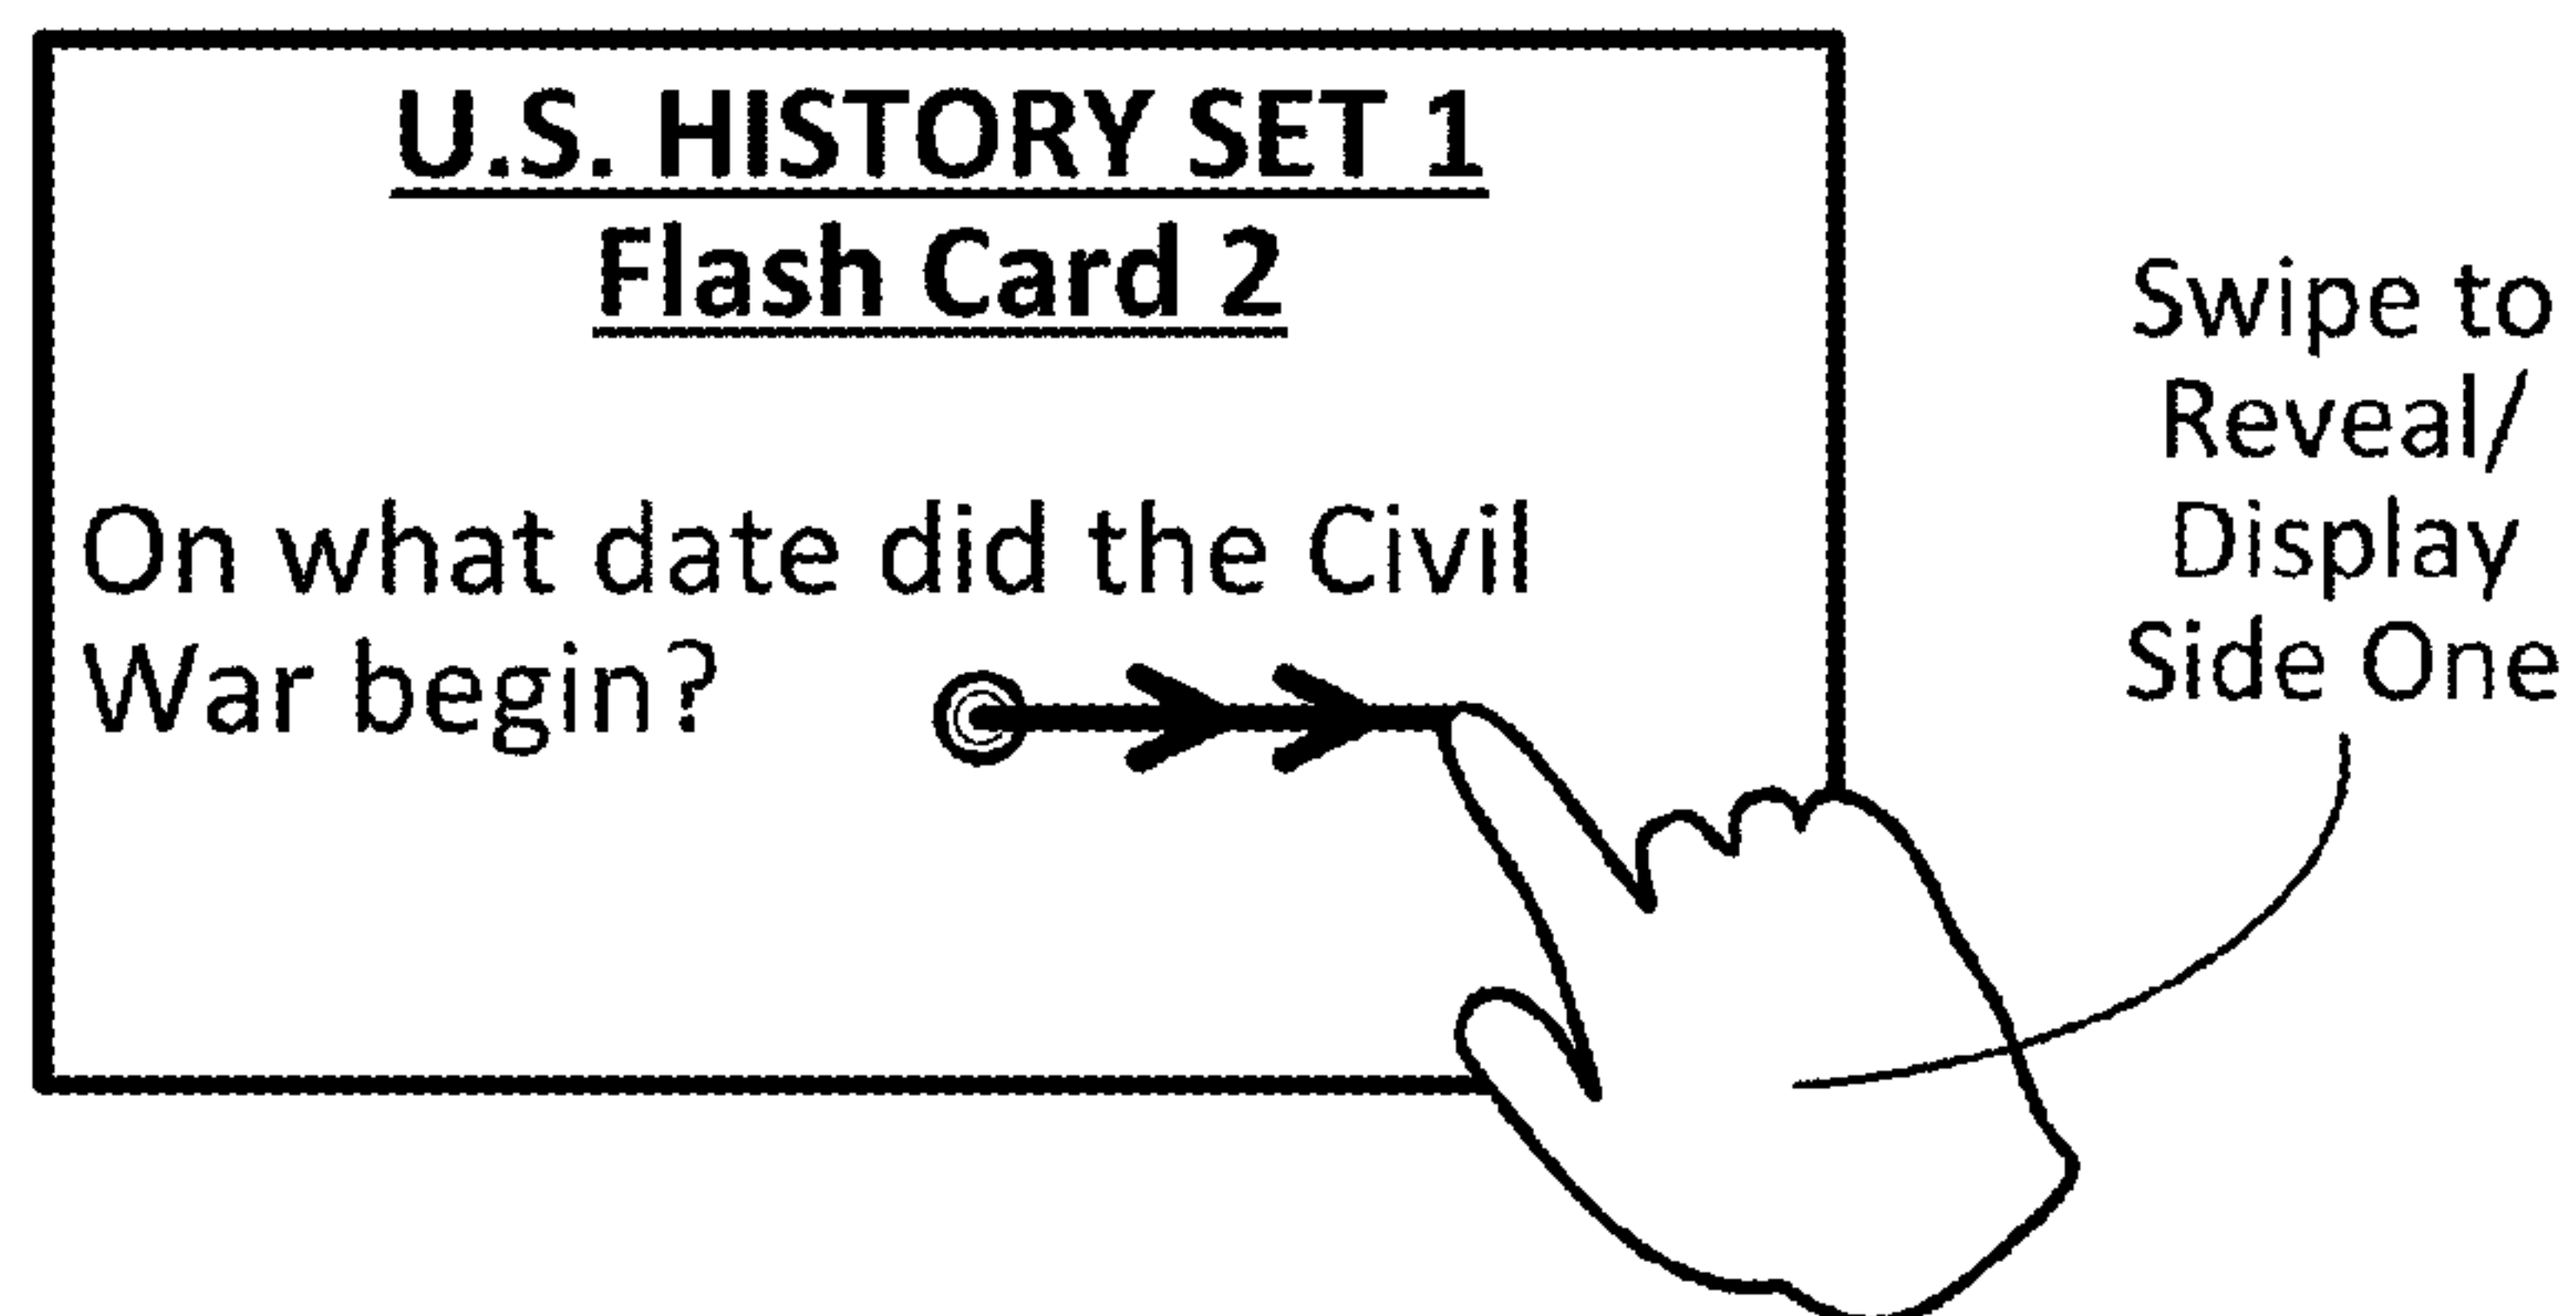 U.S. HISTORY SET 1
Flash Card 2
On what date did the Civil
War begin?
Swipe to
Reveal/
Display
Side One